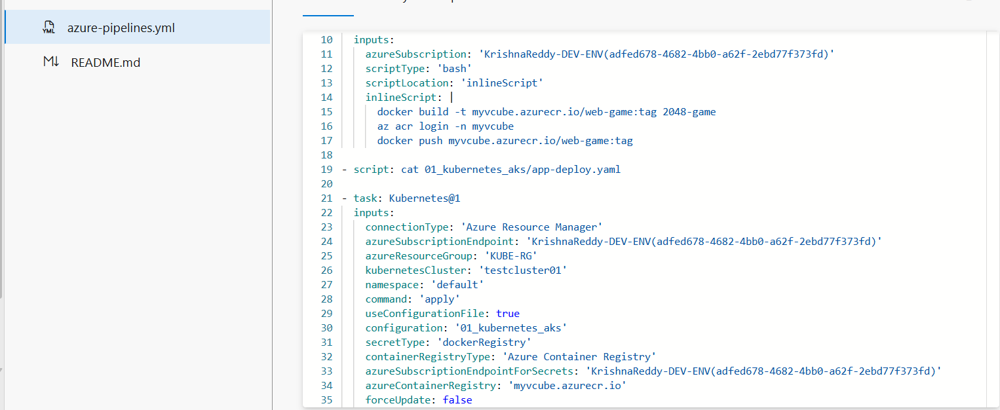 azure-pipelines.yml
README.md
10 inputs:
11 azureSubscription: 'KrishnaReddy-DEV-ENV(adfed678-4682-4bb0-a62f-2ebd77f373fd)'
12 scriptType: 'bash'
13 scriptLocation: 'inlineScript'
14 inlineScript: |
15 docker build -t myvcube.azurecr.io/web-game:tag 2048-game
16 az acr login -n myvcube
17 docker push myvcube.azurecr.io/web-game:tag
18
19 - script: cat 01_kubernetes_aks/app-deploy.yaml
20
21 - task: Kubernetes@1
22 inputs:
23 connectionType: 'Azure Resource Manager'
24 azureSubscriptionEndpoint: 'KrishnaReddy-DEV-ENV(adfed678-4682-4bb0-a62f-2ebd77f373fd)'
25 azureResourceGroup: 'KUBE-RG'
26 kubernetesCluster: 'testcluster01'
27 namespace: 'default'
28 command: 'apply'
29 useConfigurationFile: true
30 configuration: '01_kubernetes_aks'
31 secretType: 'dockerRegistry'
32 containerRegistryType: 'Azure Container Registry'
33 azureSubscriptionEndpointForSecrets: 'KrishnaReddy-DEV-ENV(adfed678-4682-4bb0-a62f-2ebd77f373fd)'
34 azureContainerRegistry: 'myvcube.azurecr.io'
35 forceUpdate: false